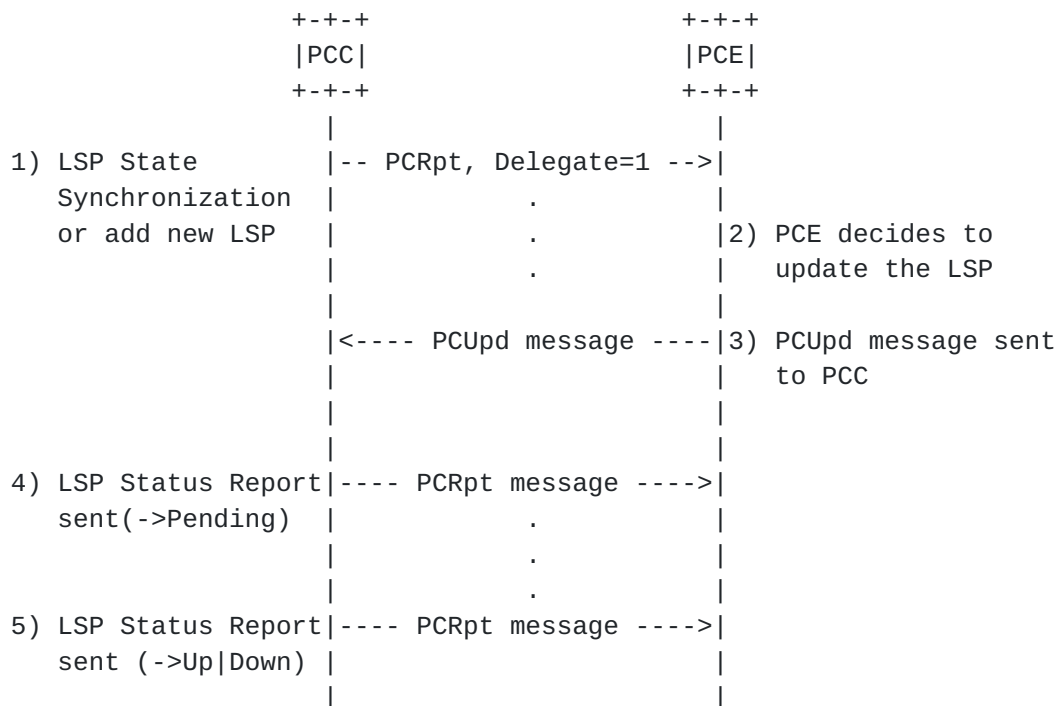 +-+-+                    +-+-+
                  |PCC|                    |PCE|
                  +-+-+                    +-+-+
                    |                        |
1) LSP State        |-- PCRpt, Delegate=1 -->|
   Synchronization  |            .           |
   or add new LSP   |            .           |2) PCE decides to
                    |            .           |   update the LSP
                    |                        |
                    |<---- PCUpd message ----|3) PCUpd message sent
                    |                        |   to PCC
                    |                        |
                    |                        |
4) LSP Status Report|---- PCRpt message ---->|
   sent(->Pending)  |            .           |
                    |            .           |
                    |            .           |
5) LSP Status Report|---- PCRpt message ---->|
   sent (->Up|Down) |                        |
                    |                        |